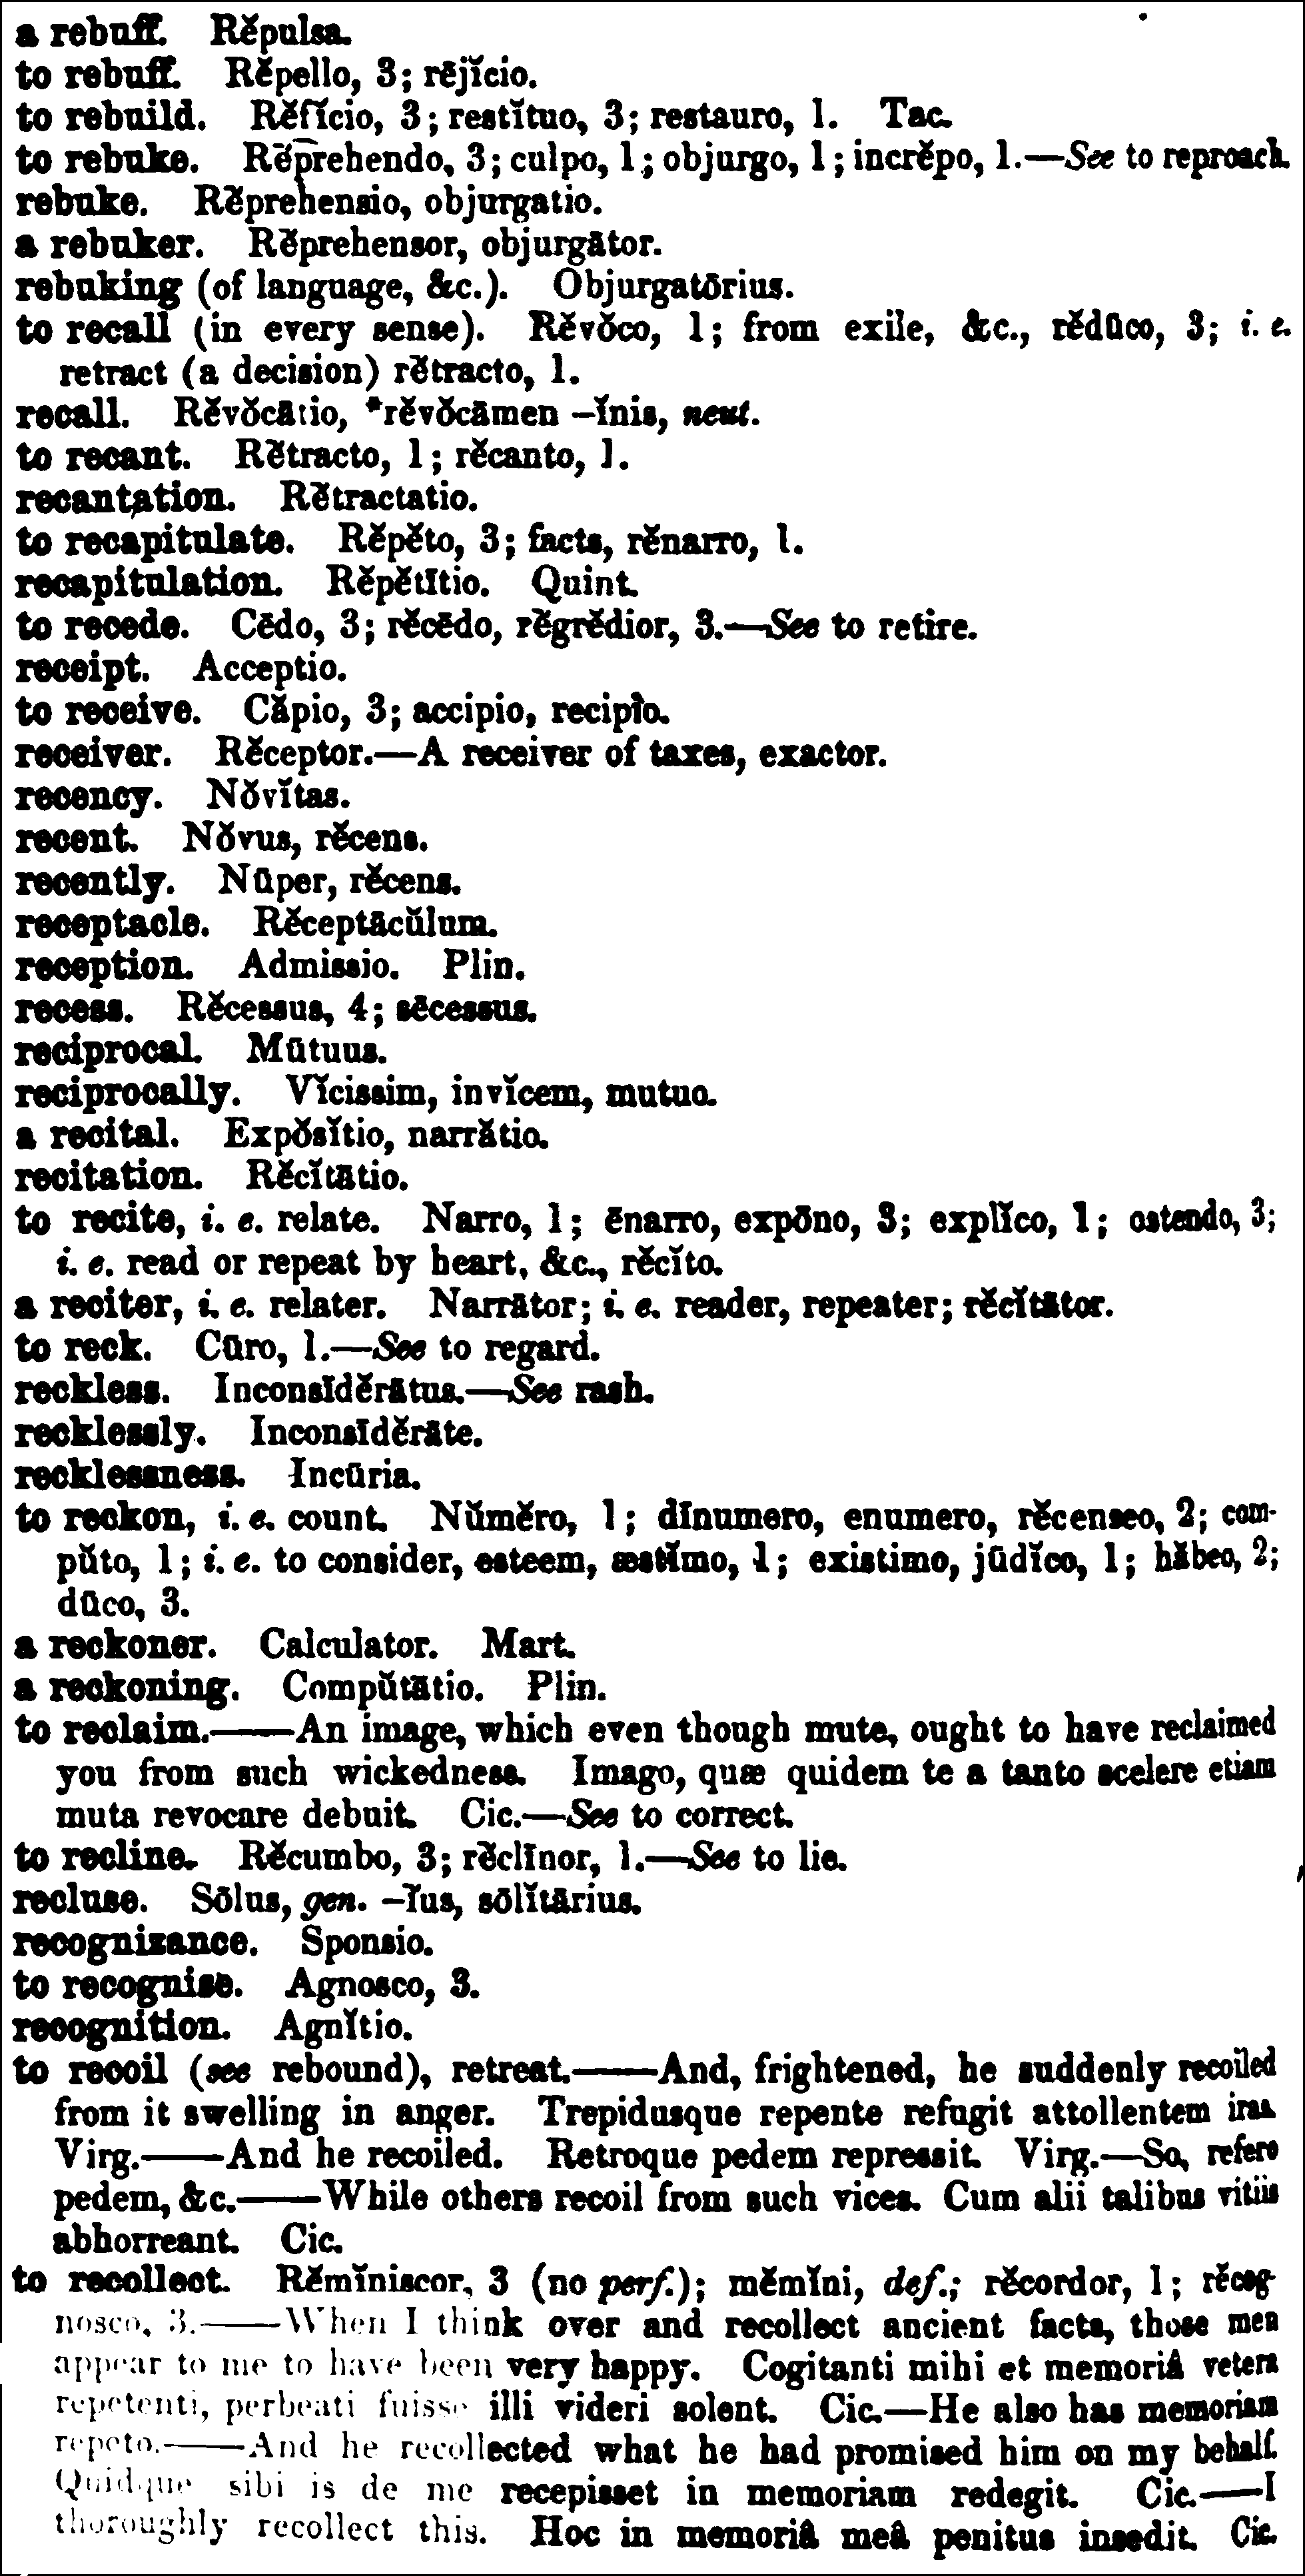 a rebuff. Rĕpulsa.
to rebuff. Rĕpello, 3; rējĭcio.
to rebuild. Rĕfĭcio, 3; restĭtuo, 3; restauro, 1. Tac.
to rebuke. Rĕprehendo, 3; culpo, 1; objurgo, 1; incrĕpo, 1.—See to reproach.
rebuke. Rĕprehensio, objurgatio.
a rebuker. Rĕprehensor, objurgātor.
rebuking (of language, &c.). Objurgatōrius.
to recall (in every sense). Rĕvŏco, 1; from exile, &c., rĕdūco, 3; i. e.
retract (a decision) rĕtracto, 1.
recall. Rĕvŏcātio, *rĕvŏcāmen –ĭnis, neut.
to recant. Rĕtracto, 1; rĕcanto, 1.
recantation. Rĕtractatio.
to recapitulate. Rĕpĕto, 3; facts, rĕnarro, 1.
recapitulation. Rĕpĕtītio. Quint.
to recede. Cēdo, 3; rĕcēdo, rĕgrĕdior, 3.—See to retire.
receipt. Acceptio.
to receive. Căpio, 3; accipio, recipio.
receiver. Rĕceptor.—A receiver of taxes, exactor.
recency. Nŏvĭtas.
recent. Nŏvus, rĕcens.
recently. Nūper, rĕcens.
receptacle. Rĕceptācŭlum.
reception. Admissio. Plin.
recess. Rĕcessus, 4; sēcessus.
reciprocal. Mūtuus.
reciprocally. Vĭcissim, invĭcem, mutuo.
a recital. Expŏsĭtio, narrătio.
recitation. Rĕcĭtātio.
to recite, i. e. relate. Narro, 1; ēnarro, expōno, 3; explĭco, 1; ostendo, 3;
i. e. read or repeat by heart, &c., rĕcĭto.
a reciter, i. e. relater. Narrātor; i. e. reader, repeater; rĕcĭtātor.
to reck. Cūro, 1.—See to regard.
reckless. Inconsīdĕrātus.—See rash.
recklessly. Inconsīdĕrāte.
recklessness. Incūria.
to reckon, i. e. count. Nŭmĕro, 1; dīnumero, enumero, rĕcenseo, 2; com-
pŭto, 1; i. e. to consider, esteem, æstĭmo, 1; existimo, jūdĭco, 1; hăbeo, 2;
dūco, 3.
a reckoner. Calculator. Mart.
a reckoning. Compŭtātio. Plin.
to reclaim.——An image, which even though mute, ought to have reclaimed
you from such wickedness. Imago, quæ quidem te a tanto scelere etiam
muta revocare debuit. Cic.—See to correct.
to recline. Rĕcumbo, 3; rĕclīnor, 1.—See to lie.
recluse. Sōlus, gen. –īus, sōlĭtārius.
recognizance. Sponsio.
to recognise. Agnosco, 3.
recognition. Agnĭtio.
to recoil (see rebound), retreat.——And, frightened, he suddenly recoiled
from it swelling in anger. Trepidusque repente refugit attollentem iras.
Virg.——And he recoiled. Retroque pedem repressit. Virg.—So, refero
pedem, &c.——While others recoil from such vices. Cum alii talibus vitiis
abhorreant. Cic.
to recollect. Rĕmĭniscor, 3 (no perf.); mĕmĭni, def.; rĕcordor, 1; rĕcog-
nosco, 3.——When I think over and recollect ancient facts, those men
appear to me to have been very happy. Cogitanti mihi et memoriâ vetera
repetenti, perbeati fuisse illi videri solent. Cic.—He also has memoriam
repeto.——And he recollected what he had promised him on my behalf.
Quidque sibi is de me recepisset in memoriam redegit. Cic.——I
thoroughly recollect this. Hoc in memoriâ meâ penitus insedit. Cic.